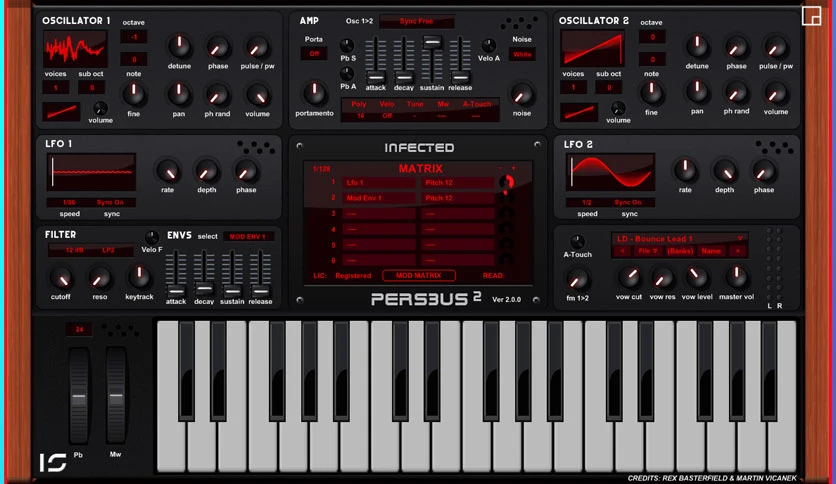 OSCILLATOR 1
octave
-1
0
voices sub oct note
1 0
detune phase pulse / pw
volume fine pan ph rand volume
AMP Osc 1>2 Sync Free
Porta
Off
Pb S
Pb A
Velo A
Noise
White
attack decay sustain release
portamento noise
Poly Velo Tune Mw A-Touch
16 Off --- --- ---
OSCILLATOR 2
octave
0
0
voices sub oct note
1 0
detune phase pulse / pw
volume fine pan ph rand volume
LFO 1
1/96 Sync On
speed sync
rate depth phase
INFECTED
1/128 MATRIX - +
1 Lfo 1 Pitch 12
2 Mod Env 1 Pitch 12
3 ---- ----
4 ---- ----
5 ---- ----
6 ---- ----
LIC: Registered MOD MATRIX READ:
PERS3US 2 Ver 2.0.0
LFO 2
1/2 Sync On
speed sync
rate depth phase
FILTER
12 dB LP2
Velo F
ENVS select MOD ENV 1
cutoff reso keytrack
attack decay sustain release
A-Touch
LD - Bounce Lead 1
< File (Banks) Name >
fm 1>2 vow cut vow res vow level master vol
L R
24
Pb Mw
IS
CREDITS: REX BASTERFIELD & MARTIN VICANEK